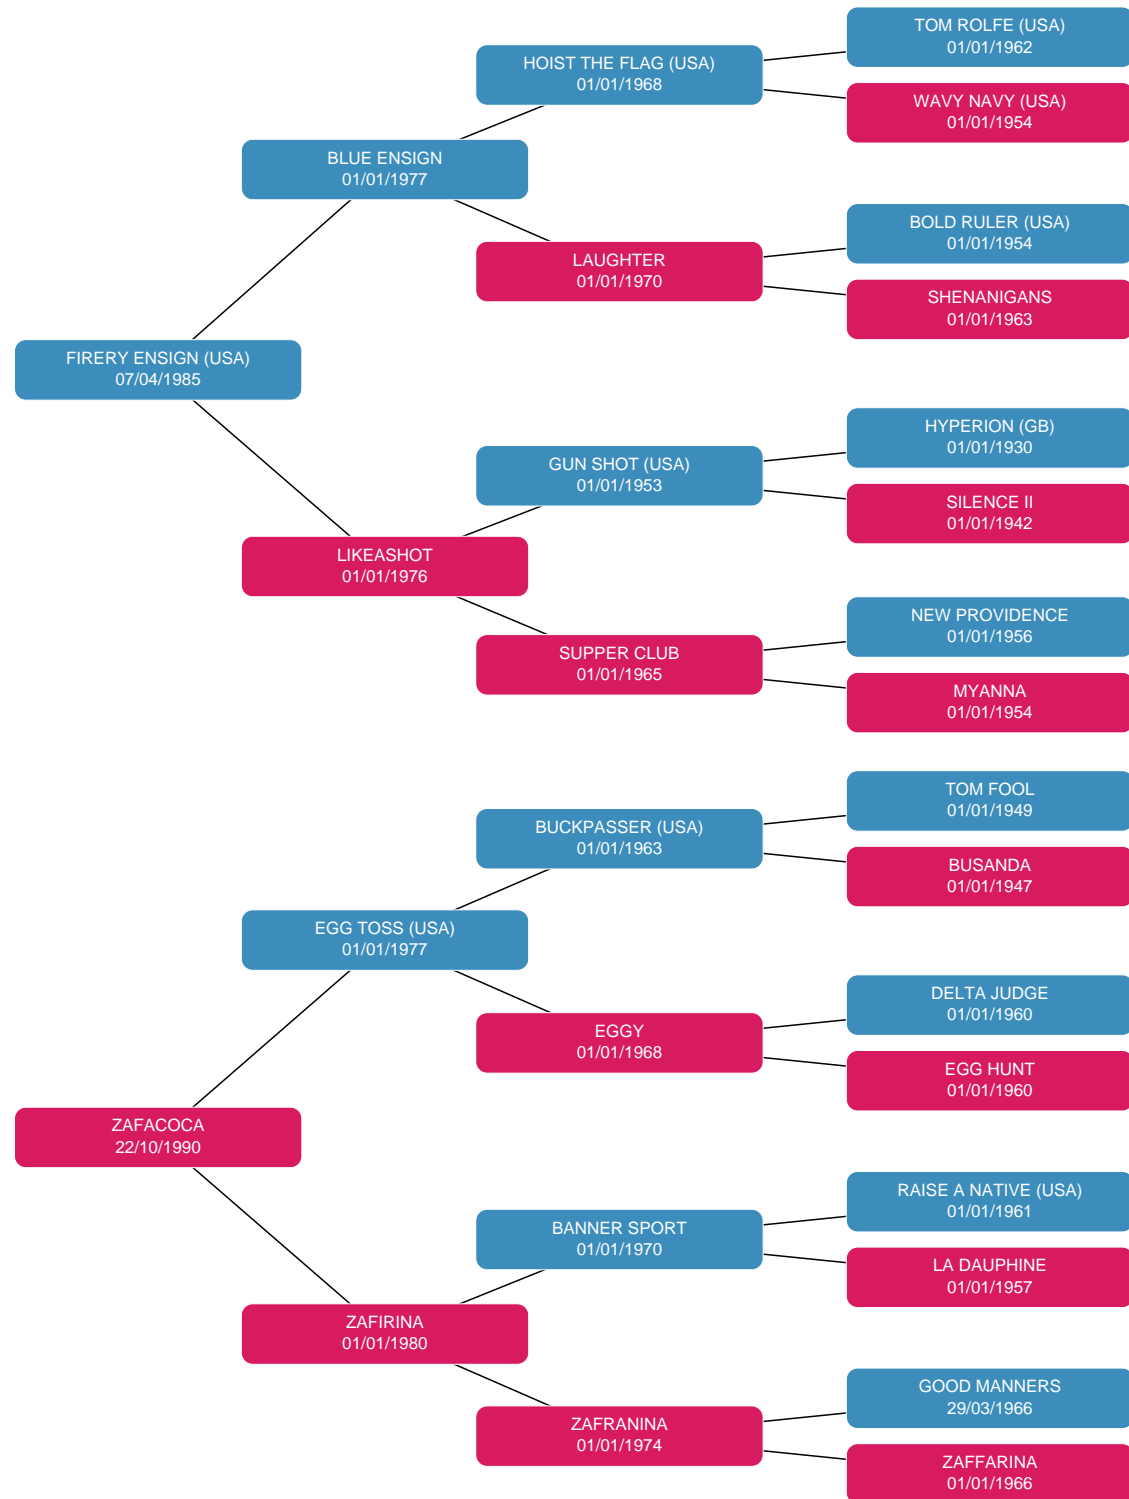 TOM ROLFE (USA)
01/01/1962
HOIST THE FLAG (USA)
01/01/1968
WAVY NAVY (USA)
01/01/1954
BLUE ENSIGN
01/01/1977
BOLD RULER (USA)
01/01/1954
LAUGHTER
01/01/1970
SHENANIGANS
01/01/1963
FIRERY ENSIGN (USA)
07/04/1985
HYPERION (GB)
01/01/1930
GUN SHOT (USA)
01/01/1953
SILENCE II
01/01/1942
LIKEASHOT
01/01/1976
NEW PROVIDENCE
01/01/1956
SUPPER CLUB
01/01/1965
MYANNA
01/01/1954
TOM FOOL
01/01/1949
BUCKPASSER (USA)
01/01/1963
BUSANDA
01/01/1947
EGG TOSS (USA)
01/01/1977
DELTA JUDGE
01/01/1960
EGGY
01/01/1968
EGG HUNT
01/01/1960
ZAFACOCA
22/10/1990
RAISE A NATIVE (USA)
01/01/1961
BANNER SPORT
01/01/1970
LA DAUPHINE
01/01/1957
ZAFIRINA
01/01/1980
GOOD MANNERS
29/03/1966
ZAFRANINA
01/01/1974
ZAFFARINA
01/01/1966